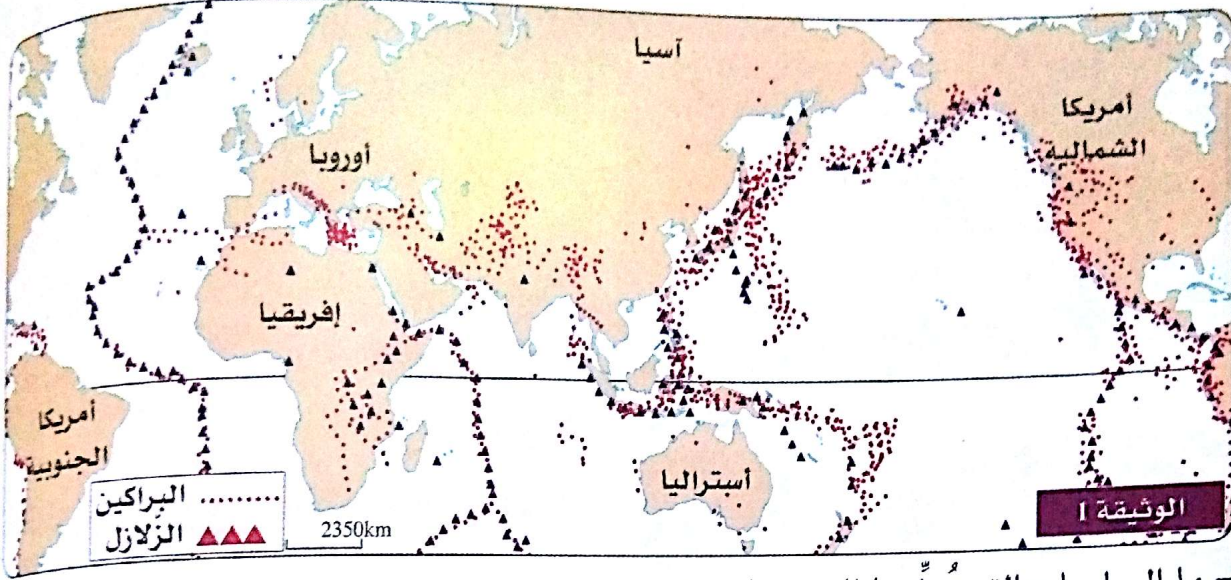 آسيا
أمريكا
الشمالية
أوروبا
إفريقيا
أمريكا
الجنوبية
أستراليا
البراكين
الزلازل
2350km
الوثيقة 1